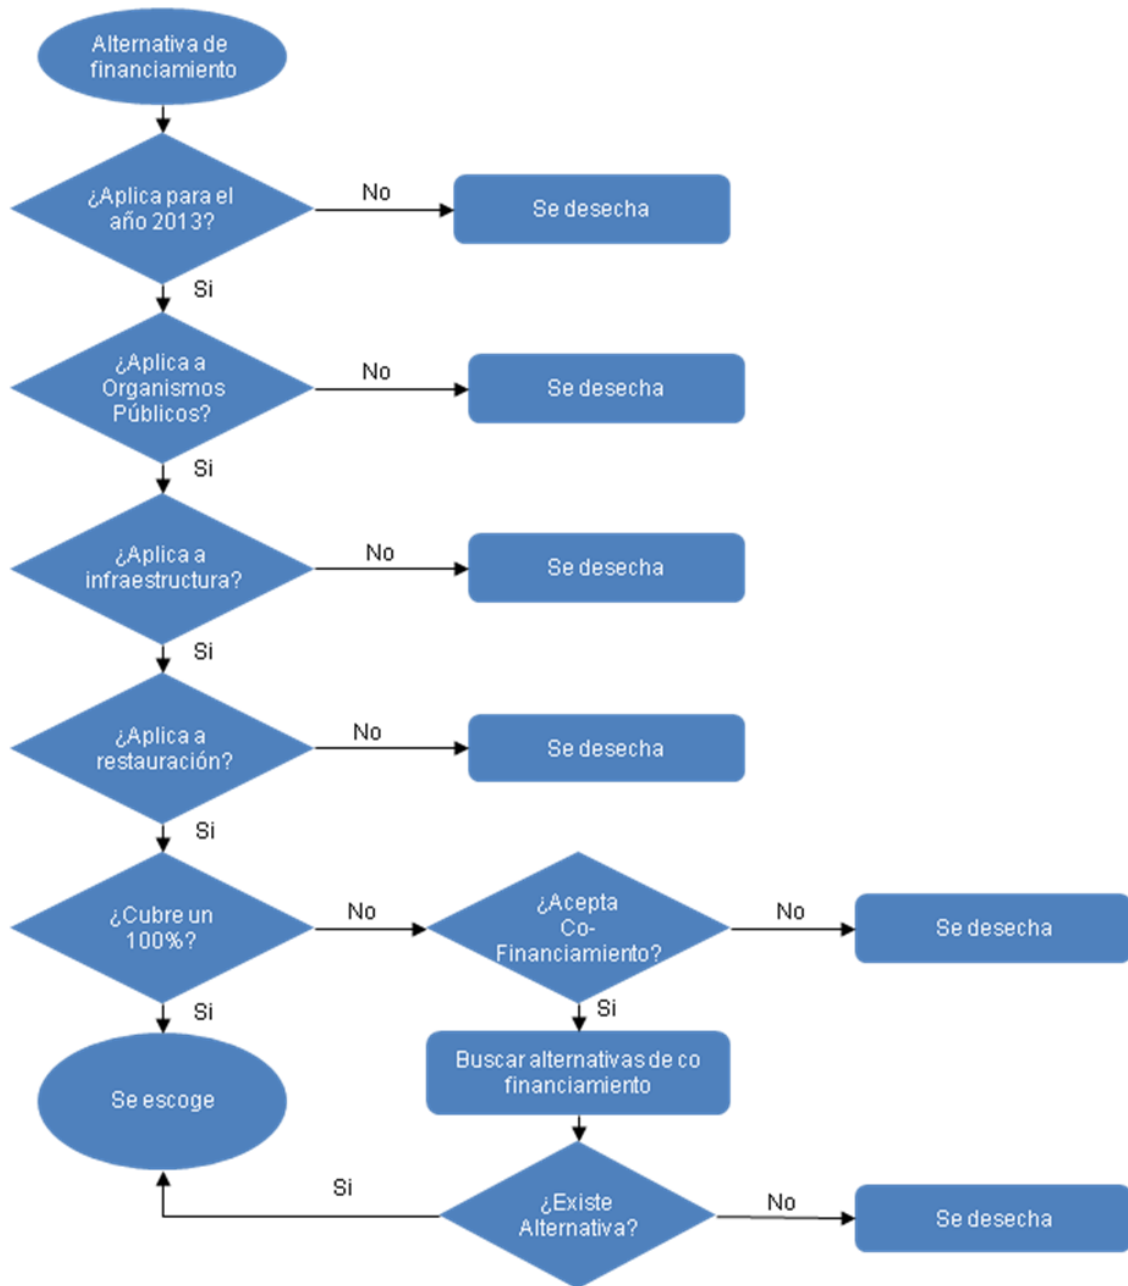 Alternativa de
financiamiento
¿Aplica para el
año 2013?
No
Se desecha
Si
¿Aplica a
Organismos
Públicos?
No
Se desecha
Si
¿Aplica a
infraestructura?
No
Se desecha
Si
¿Aplica a
restauración?
No
Se desecha
Si
¿Cubre un
100%?
No
¿Acepta
Co-
Financiamiento?
No
Se desecha
Si
Si
Se escoge
Buscar alternativas de co
financiamiento
Si
¿Existe
Alternativa?
No
Se desecha